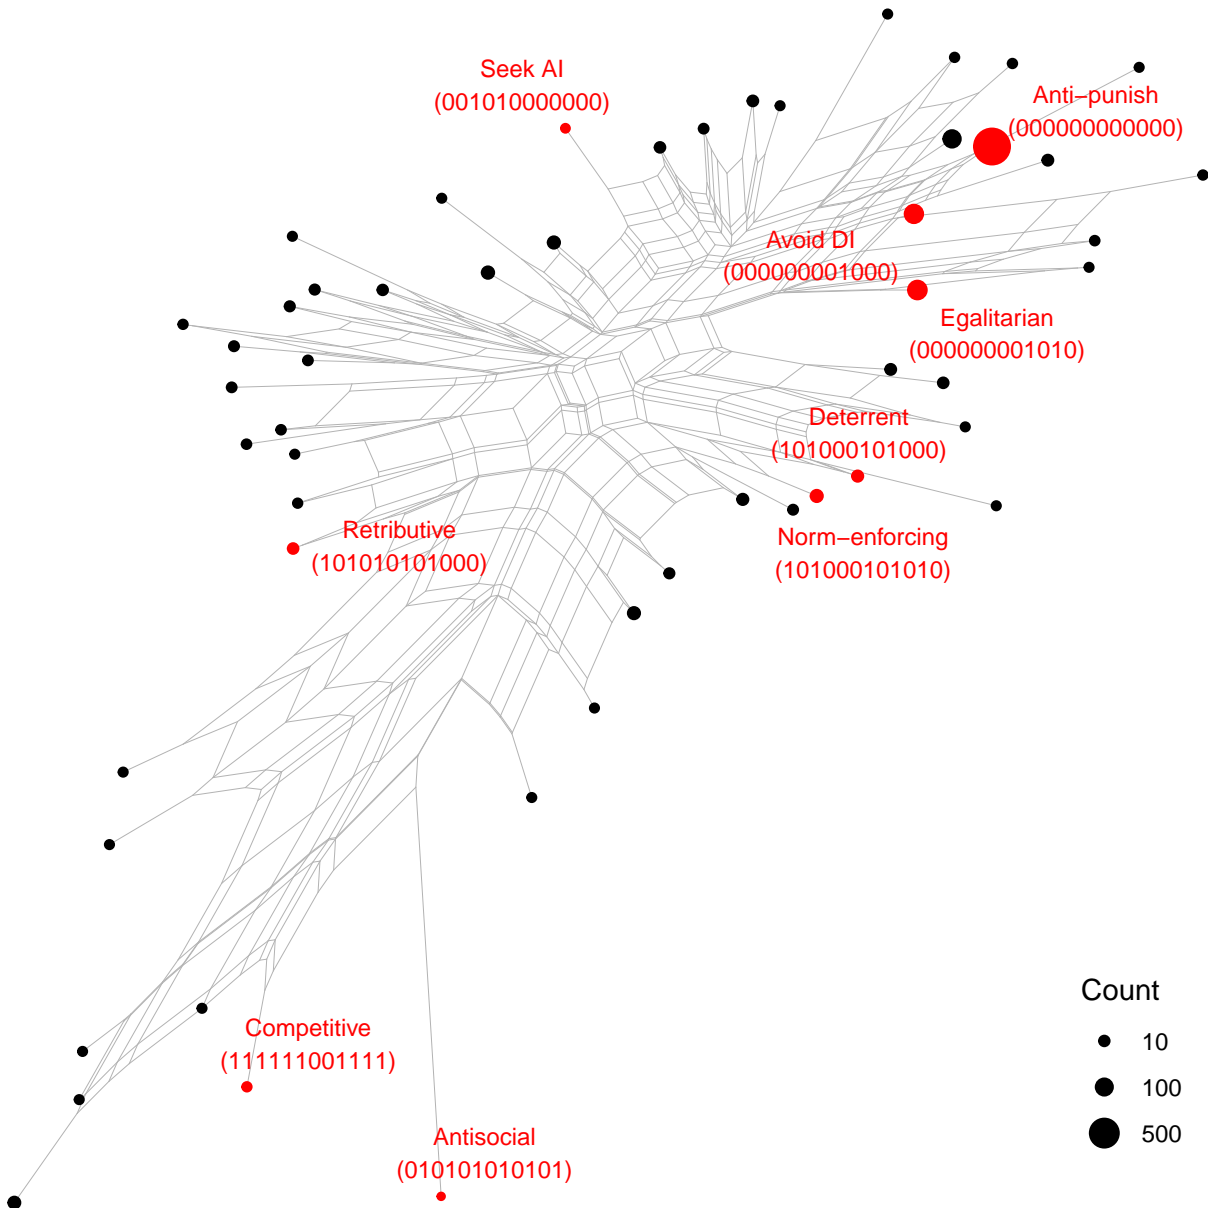 Seek AI
(001010000000)
Anti−punish
(000000000000)
Avoid DI
(000000001000)
Egalitarian
(000000001010)
Deterrent
(101000101000)
Norm−enforcing
(101000101010)
Retributive
(101010101000)
Competitive
(111111001111)
Antisocial
(010101010101)
Count
10
100
500